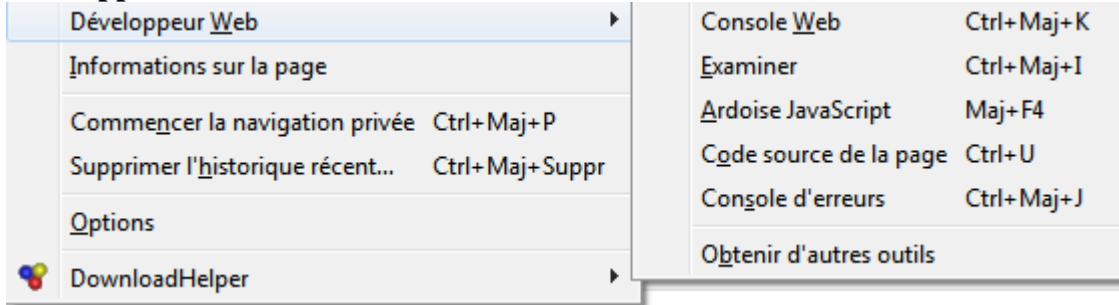 Développeur Web
Informations sur la page
Commencer la navigation privée Ctrl+Maj+P
Supprimer l'historique récent... Ctrl+Maj+Suppr
Options
DownloadHelper
Console Web Ctrl+Maj+K
Examiner Ctrl+Maj+I
Ardoise JavaScript Maj+F4
Code source de la page Ctrl+U
Console d'erreurs Ctrl+Maj+J
Obtenir d'autres outils